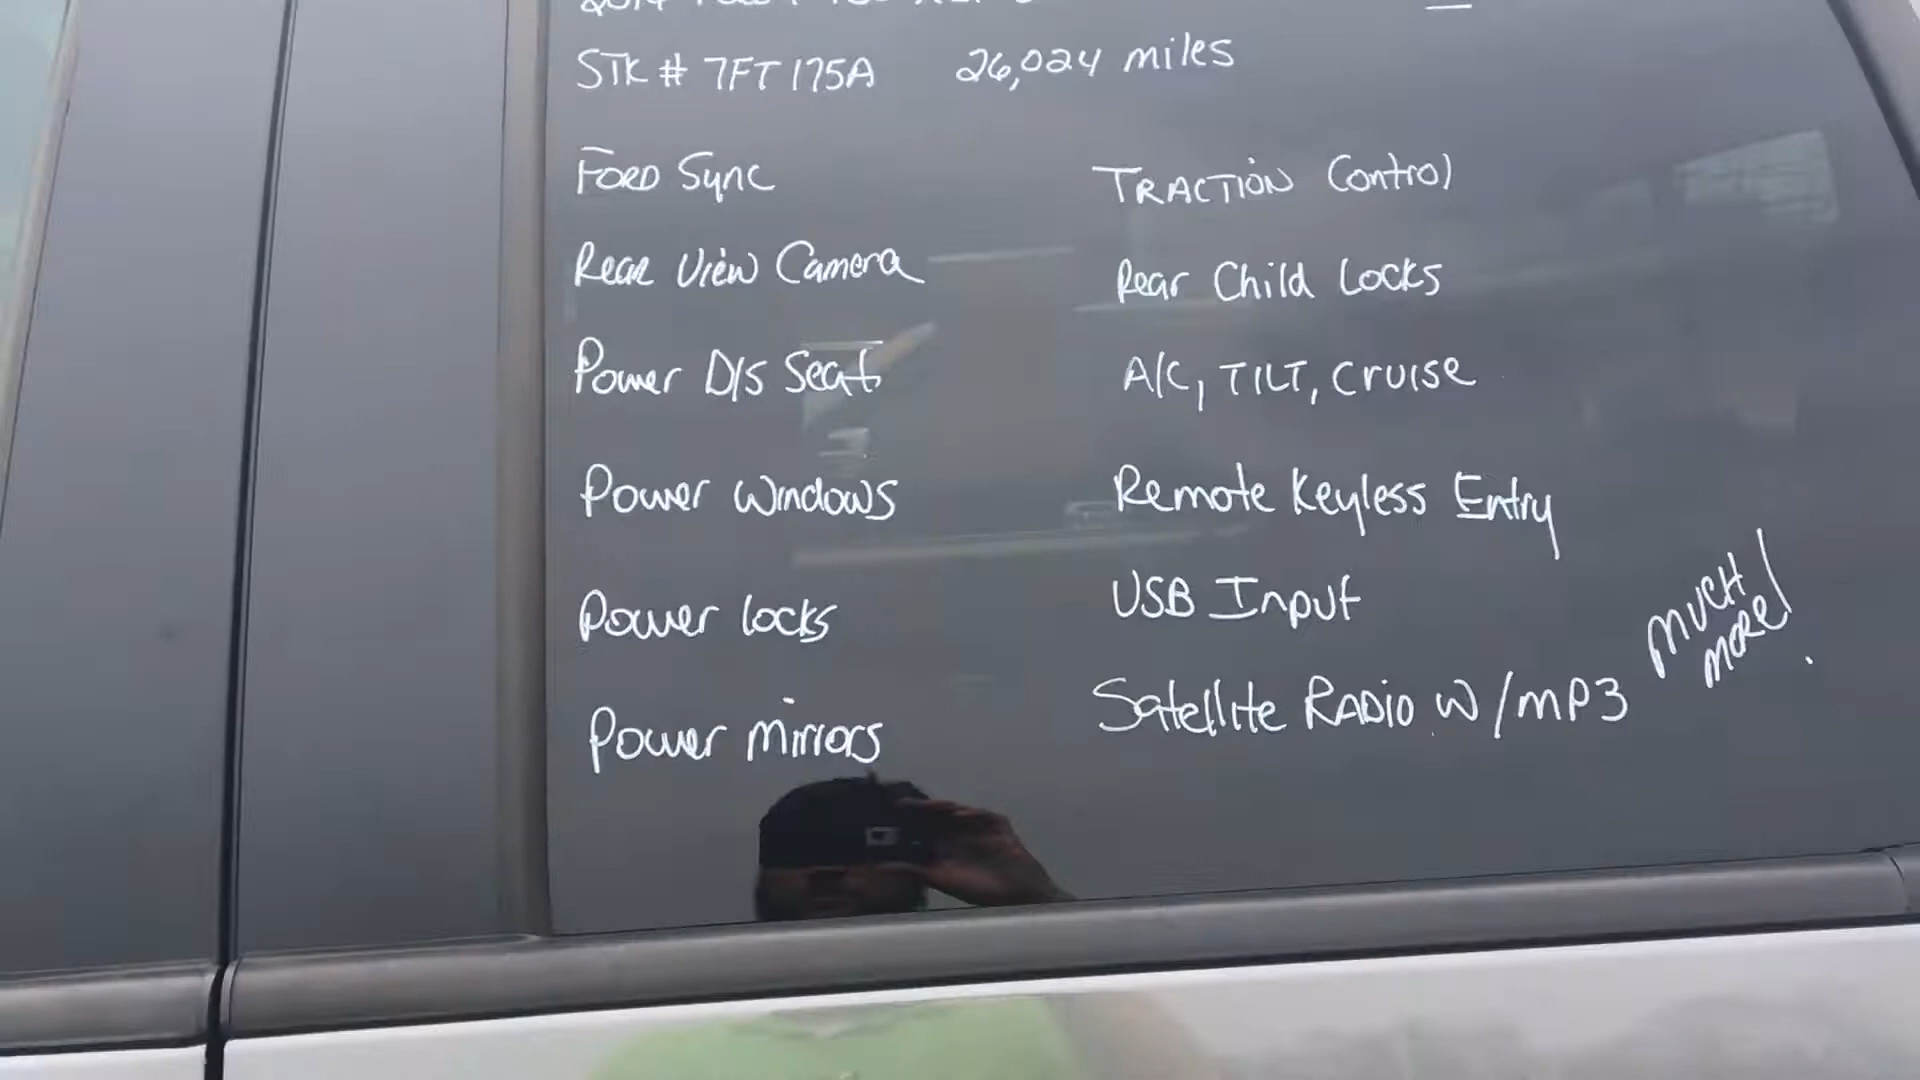 STK # 7FT175A 26,024 miles
FORD Sync
Rear View Camera
Power D/S Seat
Power Windows
Power locks
Power mirrors
TRACTION Control
Rear Child Locks
A/C, TILT, Cruise
Remote Keyless Entry
USB Input
Satellite RADIO w/mp3
MUCH
MORE!